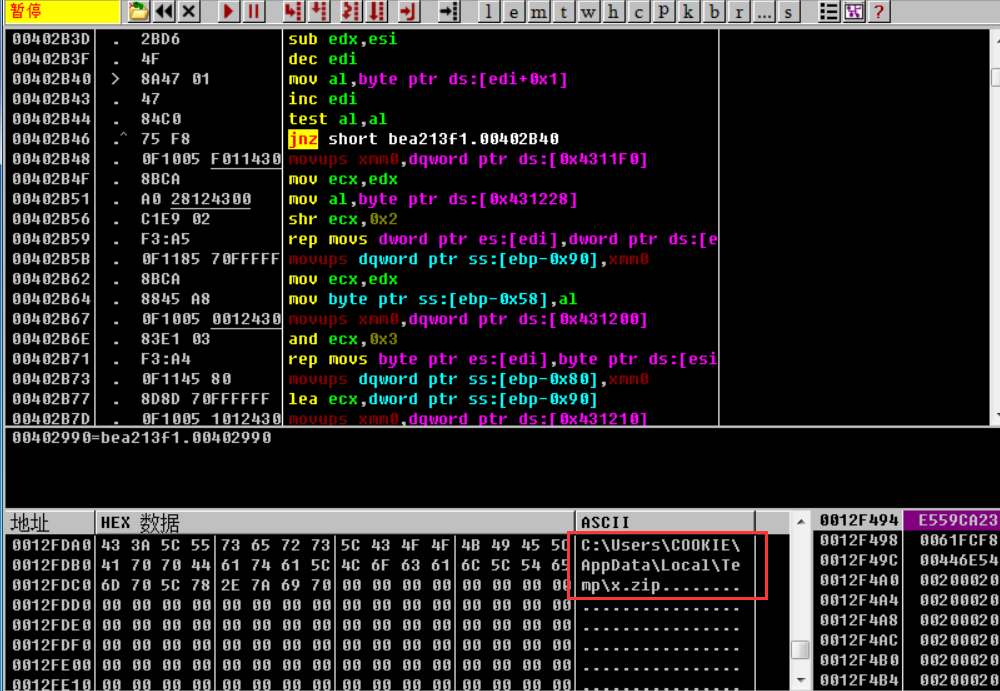 暂停 l e m t w h c p k b r ... s ?
00402B3D . 2BD6 sub edx,esi
00402B3F . 4F dec edi
00402B40 > 8A47 01 mov al,byte ptr ds:[edi+0x1]
00402B43 . 47 inc edi
00402B44 . 84C0 test al,al
00402B46 .^ 75 F8 jnz short bea213f1.00402B40
00402B48 . 0F1005 F011430 movups xmm0,dqword ptr ds:[0x4311F0]
00402B4F . 8BCA mov ecx,edx
00402B51 . A0 28124300 mov al,byte ptr ds:[0x431228]
00402B56 . C1E9 02 shr ecx,0x2
00402B59 . F3:A5 rep movs dword ptr es:[edi],dword ptr ds:[e
00402B5B . 0F1185 70FFFFF movups dqword ptr ss:[ebp-0x90],xmm0
00402B62 . 8BCA mov ecx,edx
00402B64 . 8845 A8 mov byte ptr ss:[ebp-0x58],al
00402B67 . 0F1005 0012430 movups xmm0,dqword ptr ds:[0x431200]
00402B6E . 83E1 03 and ecx,0x3
00402B71 . F3:A4 rep movs byte ptr es:[edi],byte ptr ds:[esi
00402B73 . 0F1145 80 movups dqword ptr ss:[ebp-0x80],xmm0
00402B77 . 8D8D 70FFFFFF lea ecx,dword ptr ss:[ebp-0x90]
00402B7D . 0F1005 1012430 movups xmm0,dqword ptr ds:[0x431210]
00402990=bea213f1.00402990
地址 HEX 数据 ASCII
0012FDA0 43 3A 5C 55 73 65 72 73 5C 43 4F 4F 4B 49 45 5C C:\Users\COOKIE\
0012FDB0 41 70 70 44 61 74 61 5C 4C 6F 63 61 6C 5C 54 65 AppData\Local\Te
0012FDC0 6D 70 5C 78 2E 7A 69 70 00 00 00 00 00 00 00 00 mp\x.zip........
0012FDD0 00 00 00 00 00 00 00 00 00 00 00 00 00 00 00 00 ................
0012FDE0 00 00 00 00 00 00 00 00 00 00 00 00 00 00 00 00 ................
0012FDF0 00 00 00 00 00 00 00 00 00 00 00 00 00 00 00 00 ................
0012FE00 00 00 00 00 00 00 00 00 00 00 00 00 00 00 00 00 ................
0012FE10 00 00 00 00 00 00 00 00 00 00 00 00 00 00 00 00 ................
0012F494 E559CA23
0012F498 0061FCF8
0012F49C 00446E54
0012F4A0 00200020
0012F4A4 00200020
0012F4A8 00200020
0012F4AC 00200020
0012F4B0 00200020
0012F4B4 00200020